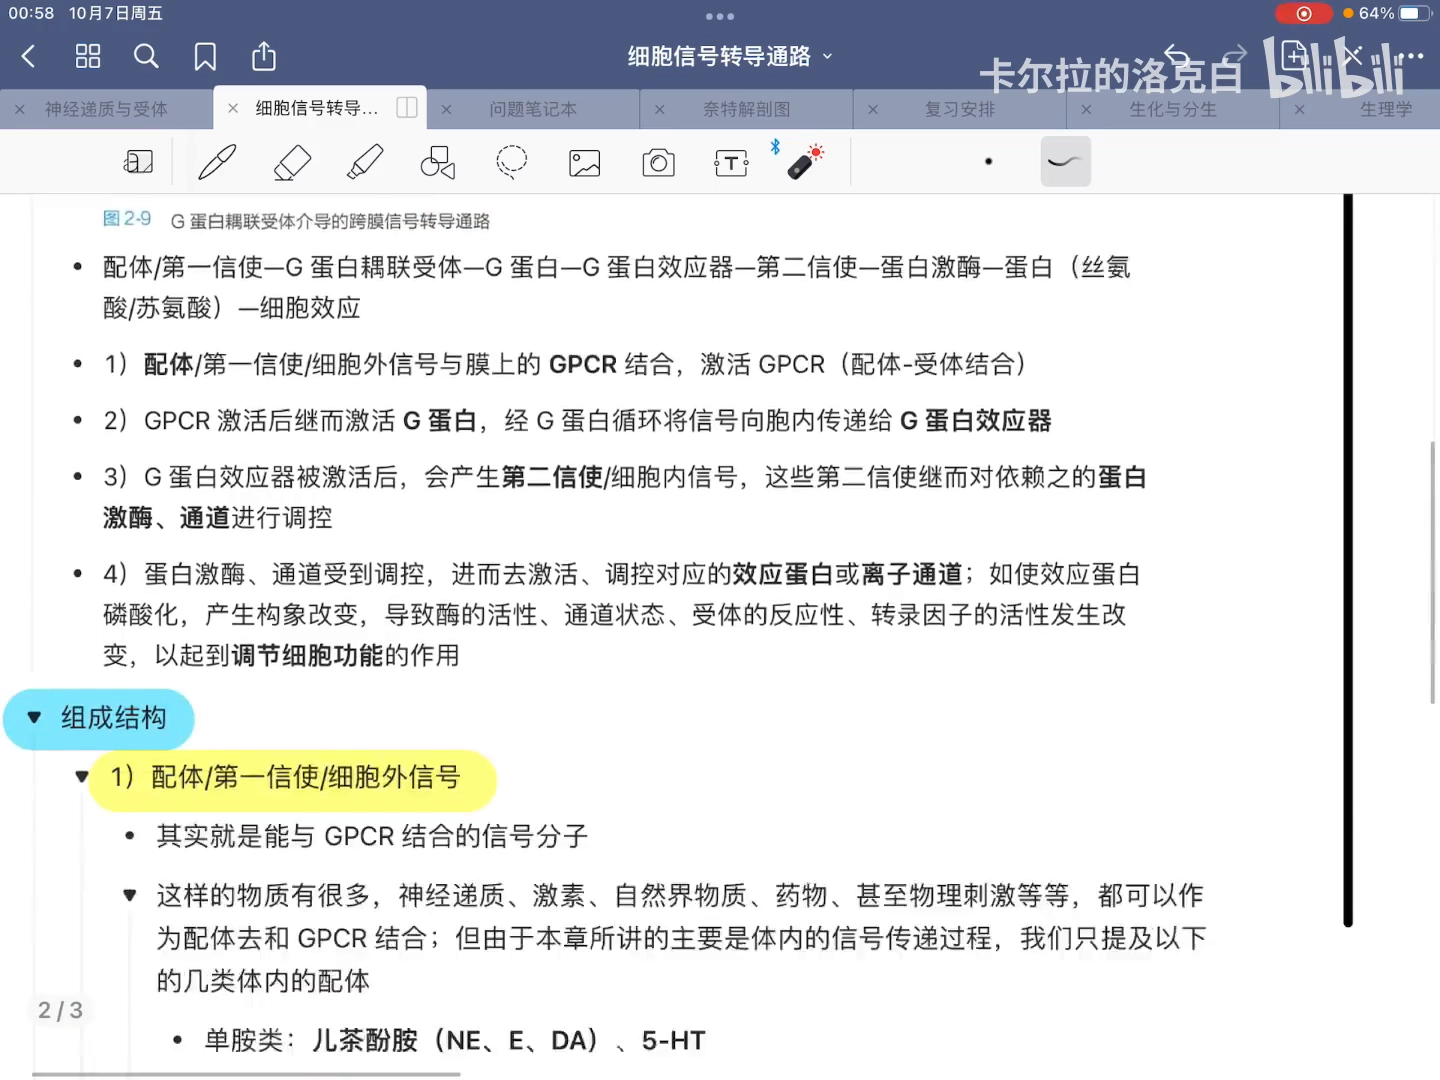 00:58 10月7日周五
64%
细胞信号转导通路
卡尔拉的洛克白 bilibili
神经递质与受体
细胞信号转导…
问题笔记本
奈特解剖图
复习安排
生化与分生
生理学
图 2-9 G 蛋白耦联受体介导的跨膜信号转导通路
• 配体/第一信使—G 蛋白耦联受体—G 蛋白—G 蛋白效应器—第二信使—蛋白激酶—蛋白（丝氨
酸/苏氨酸）—细胞效应
• 1）配体/第一信使/细胞外信号与膜上的 GPCR 结合，激活 GPCR（配体-受体结合）
• 2）GPCR 激活后继而激活 G 蛋白，经 G 蛋白循环将信号向胞内传递给 G 蛋白效应器
• 3）G 蛋白效应器被激活后，会产生第二信使/细胞内信号，这些第二信使继而对依赖之的蛋白
激酶、通道进行调控
• 4）蛋白激酶、通道受到调控，进而去激活、调控对应的效应蛋白或离子通道；如使效应蛋白
磷酸化，产生构象改变，导致酶的活性、通道状态、受体的反应性、转录因子的活性发生改
变，以起到调节细胞功能的作用
组成结构
1）配体/第一信使/细胞外信号
• 其实就是能与 GPCR 结合的信号分子
这样的物质有很多，神经递质、激素、自然界物质、药物、甚至物理刺激等等，都可以作
为配体去和 GPCR 结合；但由于本章所讲的主要是体内的信号传递过程，我们只提及以下
的几类体内的配体
2 / 3
• 单胺类：儿茶酚胺（NE、E、DA）、5-HT